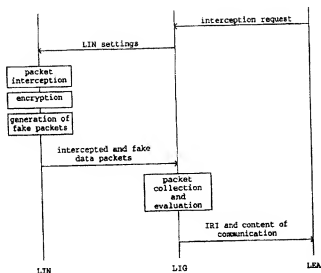 interception request
LIN settings
packet
interception
encryption
generation of
fake packets
intercepted and fake
data packets
packet
collection
and
evaluation
IRI and content of
communication
LIN
LIG
LEA